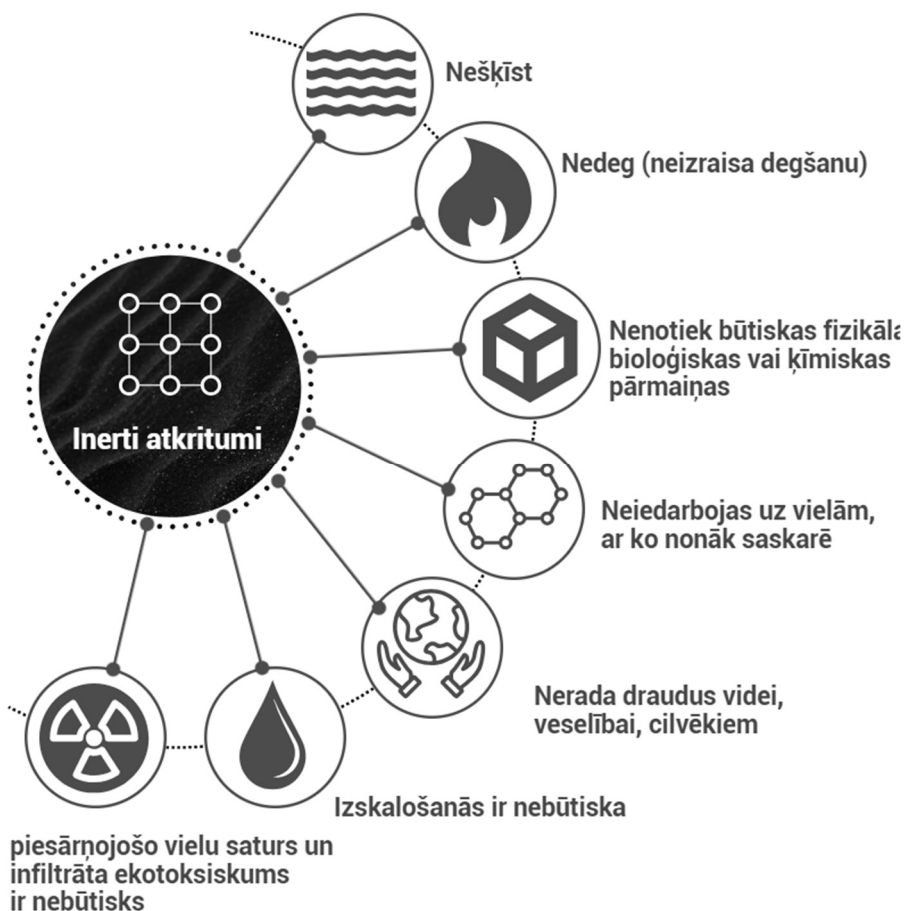 Nešķīst
Nedeg (neizraisa degšanu)
Nenotiek būtiskas fizikāla
bioloģiskas vai ķīmiskas
pārmaiņas
Inerti atkritumi
Neiedarbojas uz vielām,
ar ko nonāk saskarē
Nerada draudus videi,
veselībai, cilvēkiem
Izskalošanās ir nebūtiska
piesārņojošo vielu saturs un
infiltrāta ekotoksiskums
ir nebūtisks